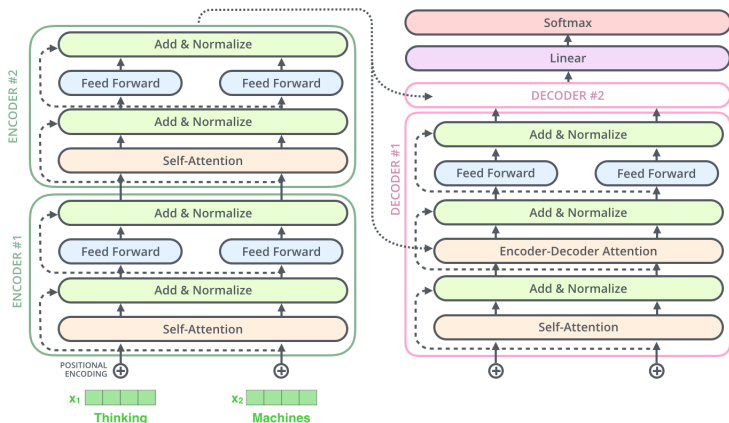 ENCODER #2
Add & Normalize
Feed Forward Feed Forward
Add & Normalize
Self-Attention
ENCODER #1
Add & Normalize
Feed Forward Feed Forward
Add & Normalize
Self-Attention
POSITIONAL
ENCODING
x1 x2
Thinking Machines
Softmax
Linear
DECODER #2
DECODER #1
Add & Normalize
Feed Forward Feed Forward
Add & Normalize
Encoder-Decoder Attention
Add & Normalize
Self-Attention